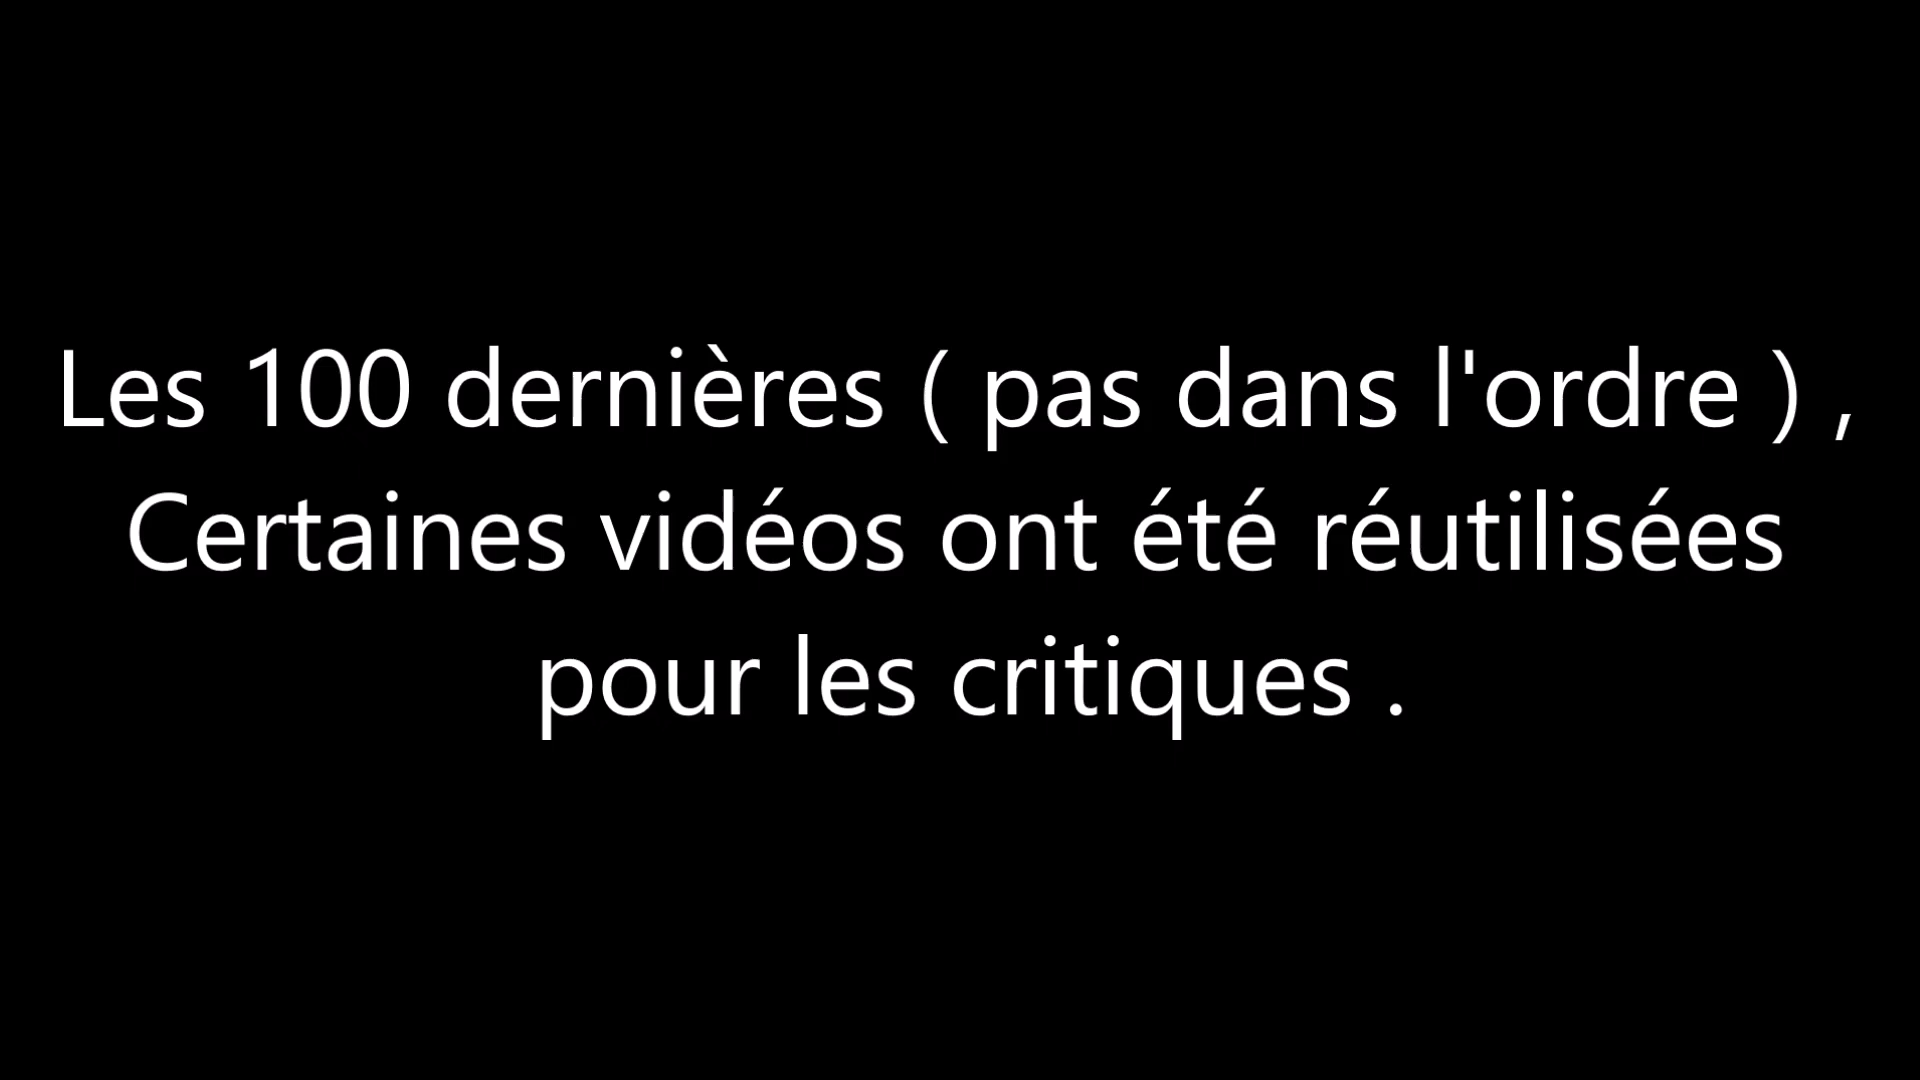 Les 100 dernières ( pas dans l'ordre ) ,
Certaines vidéos ont été réutilisées
pour les critiques .